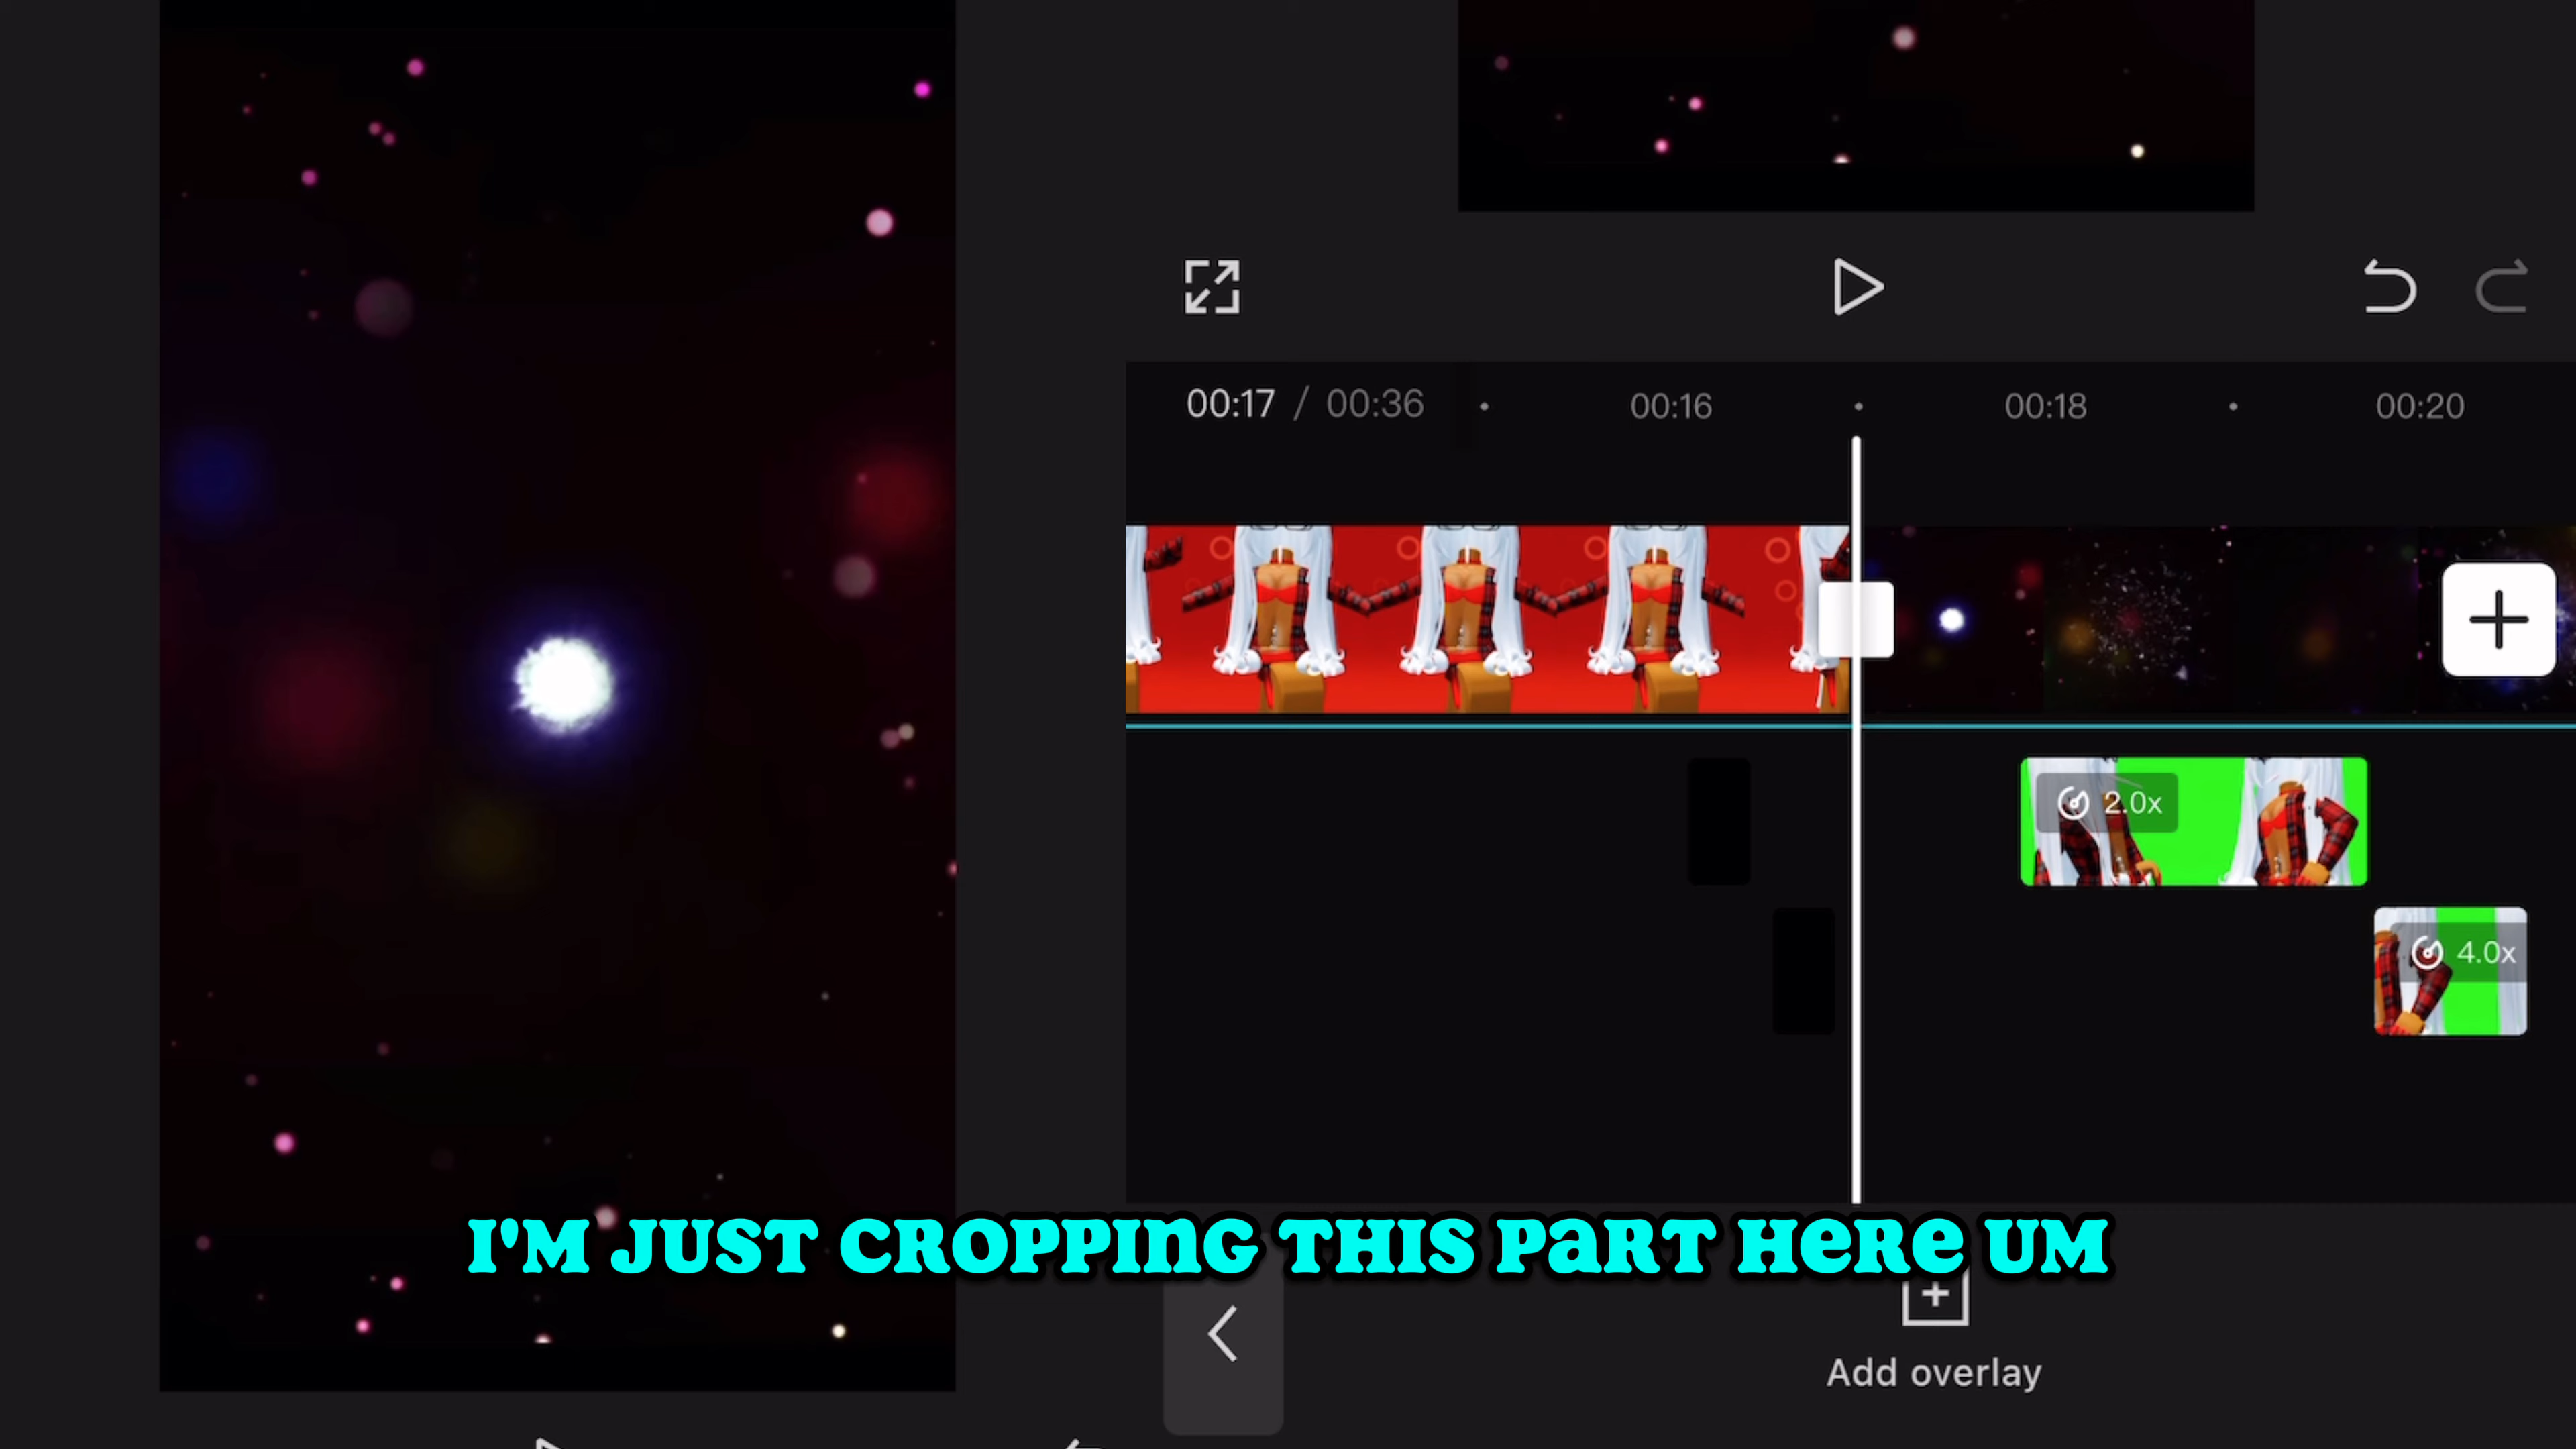 00:17 / 00:36
00:16
00:18
00:20
2.0x
4.0x
I'M JUST CROPPING THIS PART HERE UM
Add overlay